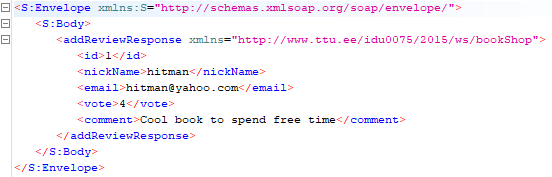 <S:Envelope xmlns:S="http://schemas.xmlsoap.org/soap/envelope/">
<S:Body>
<addReviewResponse xmlns="http://www.ttu.ee/idu0075/2015/ws/bookShop">
<id>1</id>
<nickName>hitman</nickName>
<email>hitman@yahoo.com</email>
<vote>4</vote>
<comment>Cool book to spend free time</comment>
</addReviewResponse>
</S:Body>
</S:Envelope>